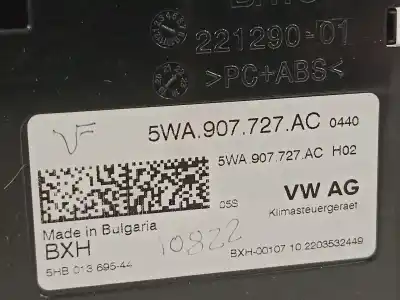 221290-01
>PC+ABS<
VF
5WA.907.727.AC 0440
5WA.907.727.AC H02
05S VW AG
Klimasteuergeraet
Made in Bulgaria
BXH
10822
5HB 013 695-44
BXH-00107 10.2203532449